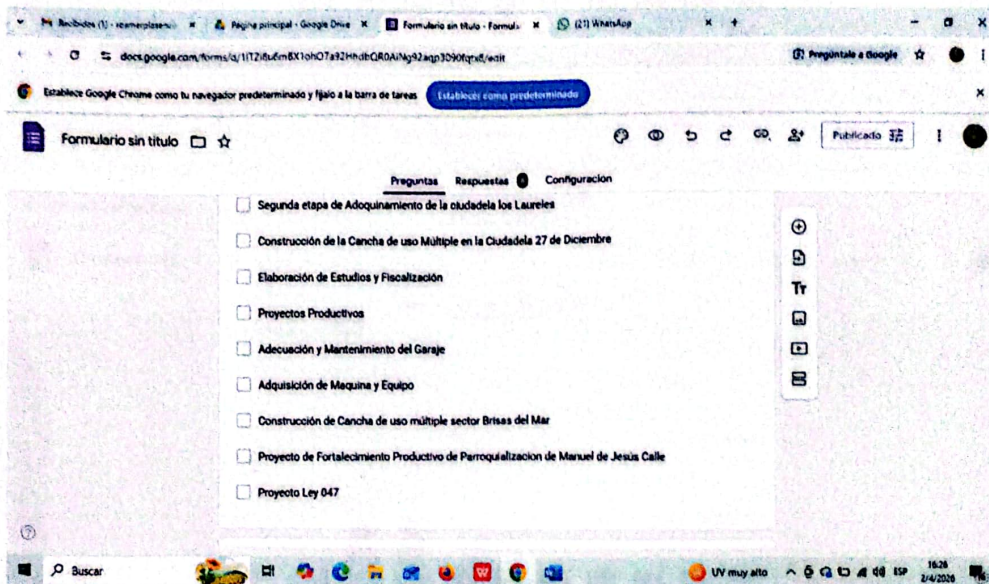 Recibidos (1)
Página principal - Google Drive
Formulario sin título - Formula
(21) WhatsApp
Pregúntale a Google
Establece Google Chrome como tu navegador predeterminado y fíjalo a la barra de tareas
Establecer como predeterminado
Formulario sin título
Publicado
Preguntas Respuestas Configuración
Segunda etapa de Adoquinamiento de la ciudadela los Laureles
Construcción de la Cancha de uso Múltiple en la Ciudadela 27 de Diciembre
Elaboración de Estudios y Fiscalización
Proyectos Productivos
Tr
Adecuación y Mantenimiento del Garaje
Adquisición de Maquina y Equipo
Construcción de Cancha de uso múltiple sector Brisas del Mar
Proyecto de Fortalecimiento Productivo de Parroquializacion de Manuel de Jesús Calle
Proyecto Ley 047
Buscar
UV muy alto
ESP
16:26
2/4/2026